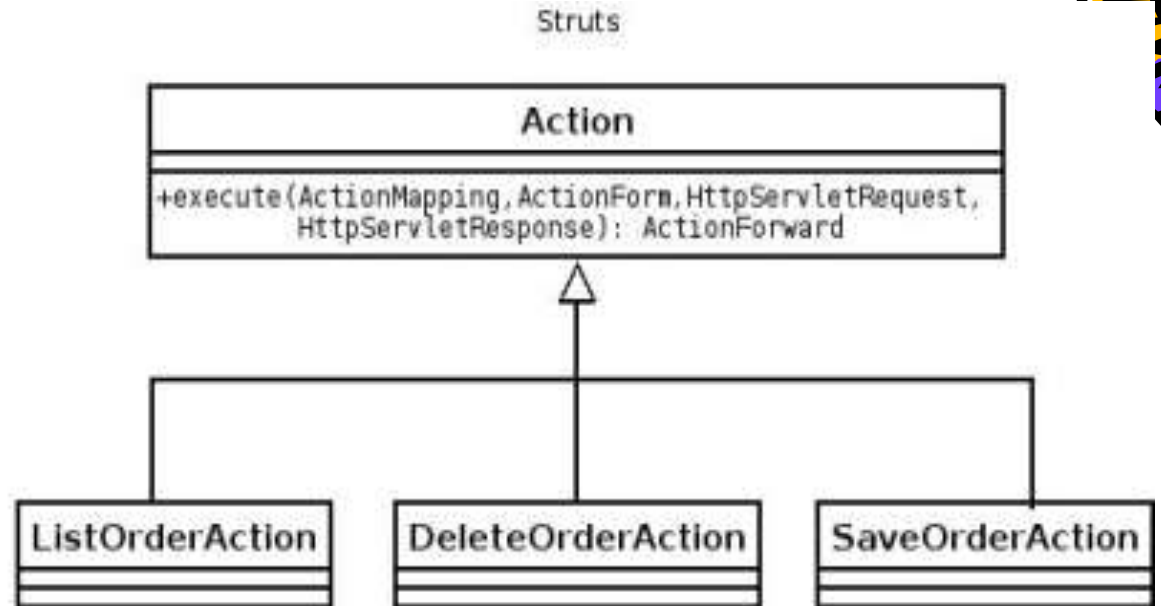 Struts
Action
+execute(ActionMapping,ActionForm,HttpServletRequest,
HttpServletResponse): ActionForward
ListOrderAction
DeleteOrderAction
SaveOrderAction